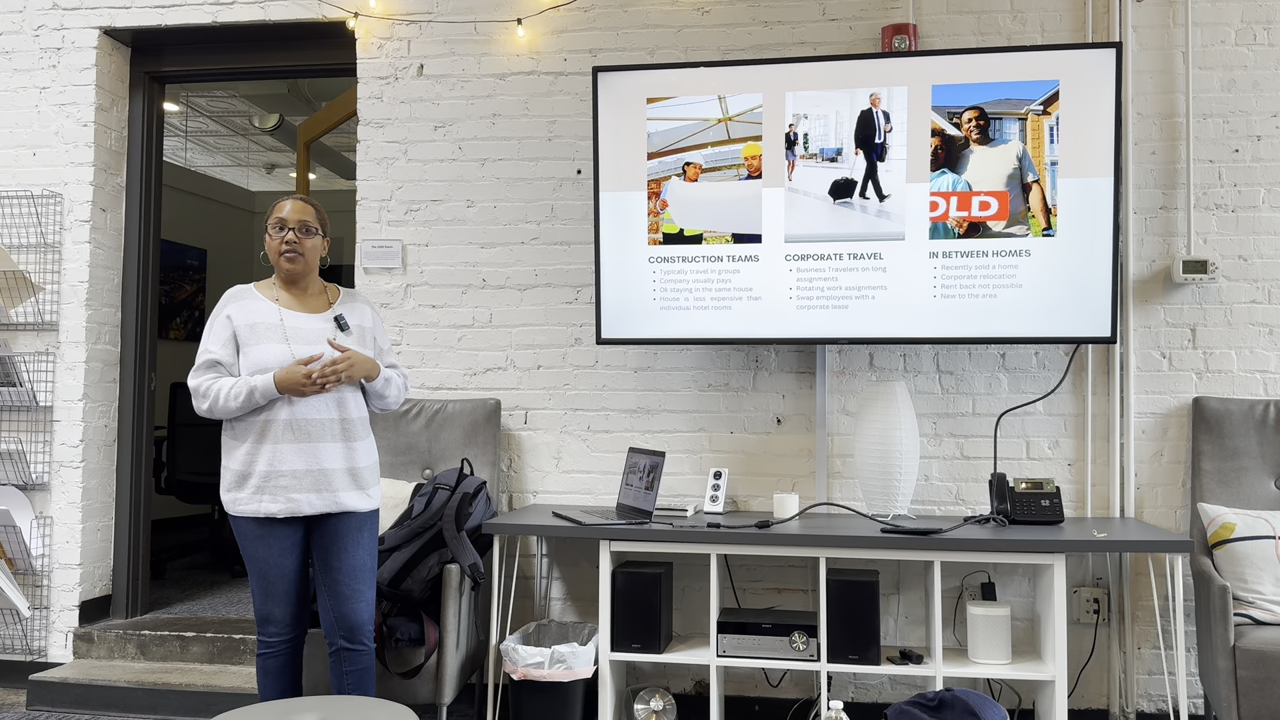 OLD
CONSTRUCTION TEAMS
Typically travel in groups
Company usually pays
Ok staying in the same house
House is less expensive than
individual hotel rooms
CORPORATE TRAVEL
Business Travelers on long
assignments
Rotating work assignments
Swap employees with a
corporate lease
IN BETWEEN HOMES
Recently sold a home
Corporate relocation
Rent back not possible
New to the area
SONY